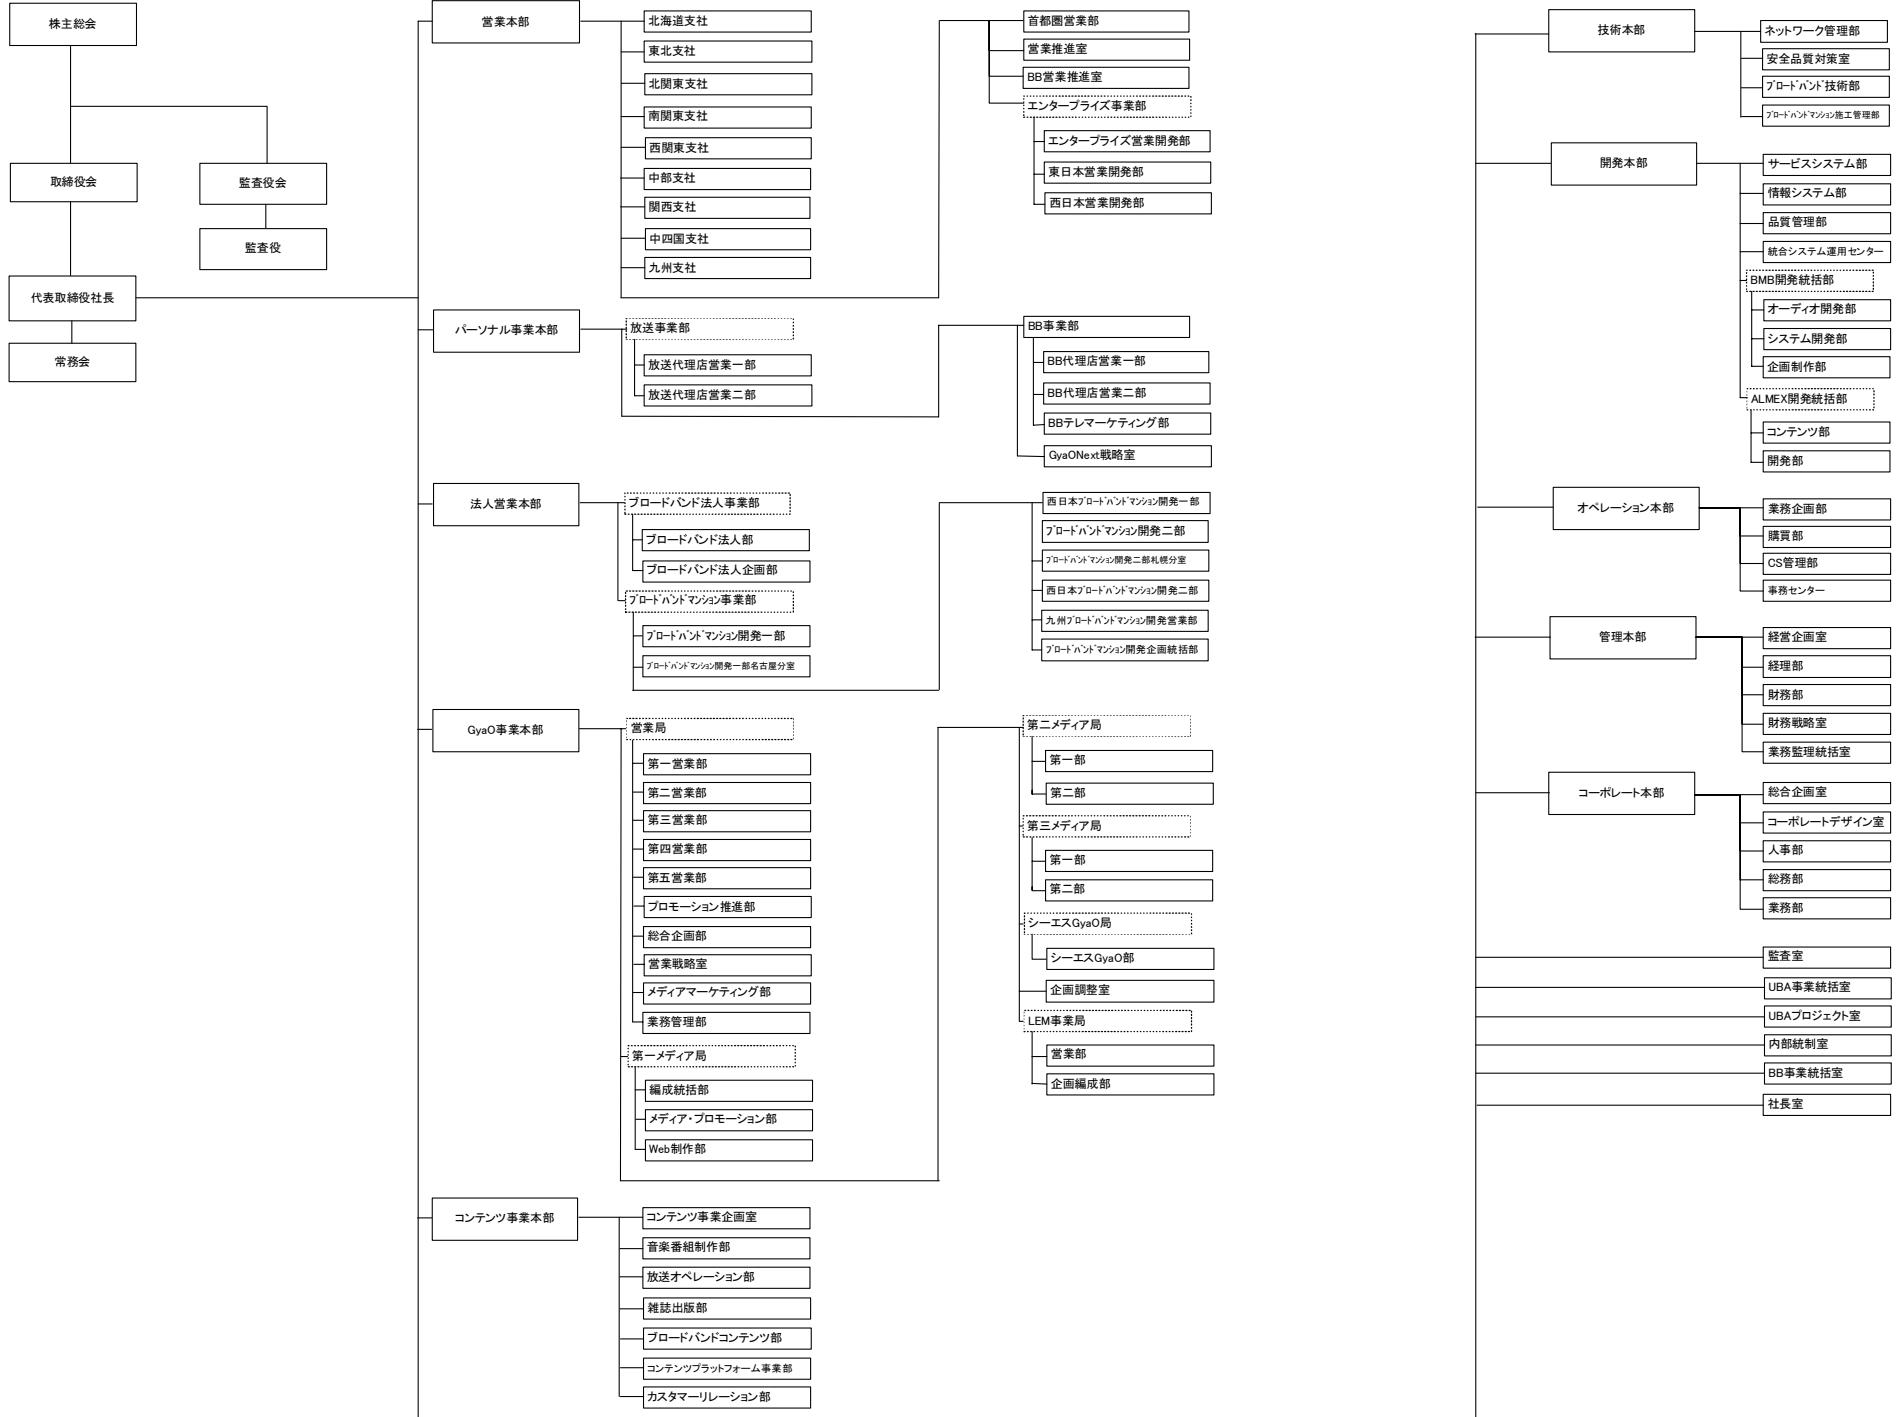 株主総会
取締役会
監査役会
監査役
代表取締役社長
常務会
営業本部
北海道支社
東北支社
北関東支社
南関東支社
西関東支社
中部支社
関西支社
中四国支社
九州支社
首都圏営業部
営業推進室
BB営業推進室
エンタープライズ事業部
エンタープライズ営業開発部
東日本営業開発部
西日本営業開発部
パーソナル事業本部
放送事業部
放送代理店営業一部
放送代理店営業二部
BB事業部
BB代理店営業一部
BB代理店営業二部
BBテレマーケティング部
GyaONext戦略室
法人営業本部
ブロードバンド法人事業部
ブロードバンド法人部
ブロードバンド法人企画部
ブロードバンドマンション事業部
ブロードバンドマンション開発一部
ブロードバンドマンション開発一部名古屋分室
西日本ブロードバンドマンション開発一部
ブロードバンドマンション開発二部
ブロードバンドマンション開発二部札幌分室
西日本ブロードバンドマンション開発二部
九州ブロードバンドマンション開発営業部
ブロードバンドマンション開発企画統括部
GyaO事業本部
営業局
第一営業部
第二営業部
第三営業部
第四営業部
第五営業部
プロモーション推進部
総合企画部
営業戦略室
メディアマーケティング部
業務管理部
第一メディア局
編成統括部
メディア・プロモーション部
Web制作部
第二メディア局
第一部
第二部
第三メディア局
第一部
第二部
シーエスGyaO局
シーエスGyaO部
企画調整室
LEM事業局
営業部
企画編成部
コンテンツ事業本部
コンテンツ事業企画室
音楽番組制作部
放送オペレーション部
雑誌出版部
ブロードバンドコンテンツ部
コンテンツプラットフォーム事業部
カスタマーリレーション部
技術本部
ネットワーク管理部
安全品質対策室
ブロードバンド技術部
ブロードバンドマンション施工管理部
開発本部
サービスシステム部
情報システム部
品質管理部
統合システム運用センター
BMB開発統括部
オーディオ開発部
システム開発部
企画制作部
ALMEX開発統括部
コンテンツ部
開発部
オペレーション本部
業務企画部
購買部
CS管理部
事務センター
管理本部
経営企画室
経理部
財務部
財務戦略室
業務監理統括室
コーポレート本部
総合企画室
コーポレートデザイン室
人事部
総務部
業務部
監査室
UBA事業統括室
UBAプロジェクト室
内部統制室
BB事業統括室
社長室